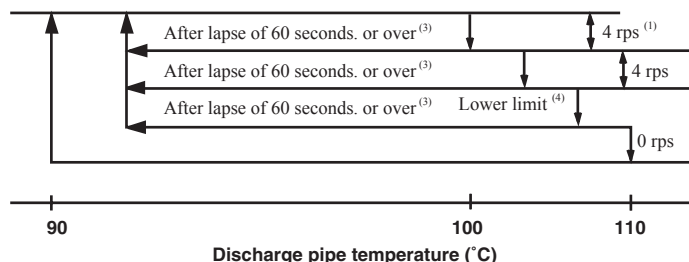 After lapse of 60 seconds. or over (3)
4 rps (1)
After lapse of 60 seconds. or over (3)
4 rps
After lapse of 60 seconds. or over (3)
Lower limit (4)
0 rps
90 100 110
Discharge pipe temperature (˚C)